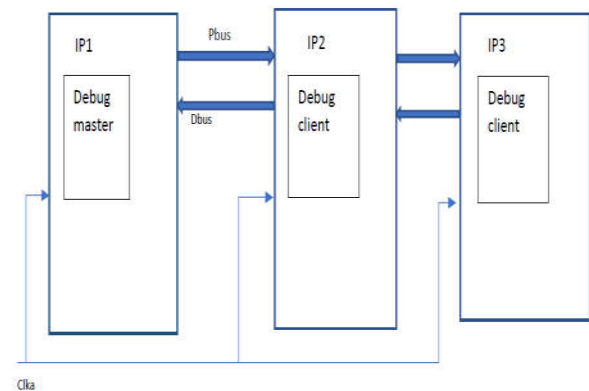 IP1
Debug
master
Pbus
Dbus
IP2
Debug
client
IP3
Debug
client
Clka